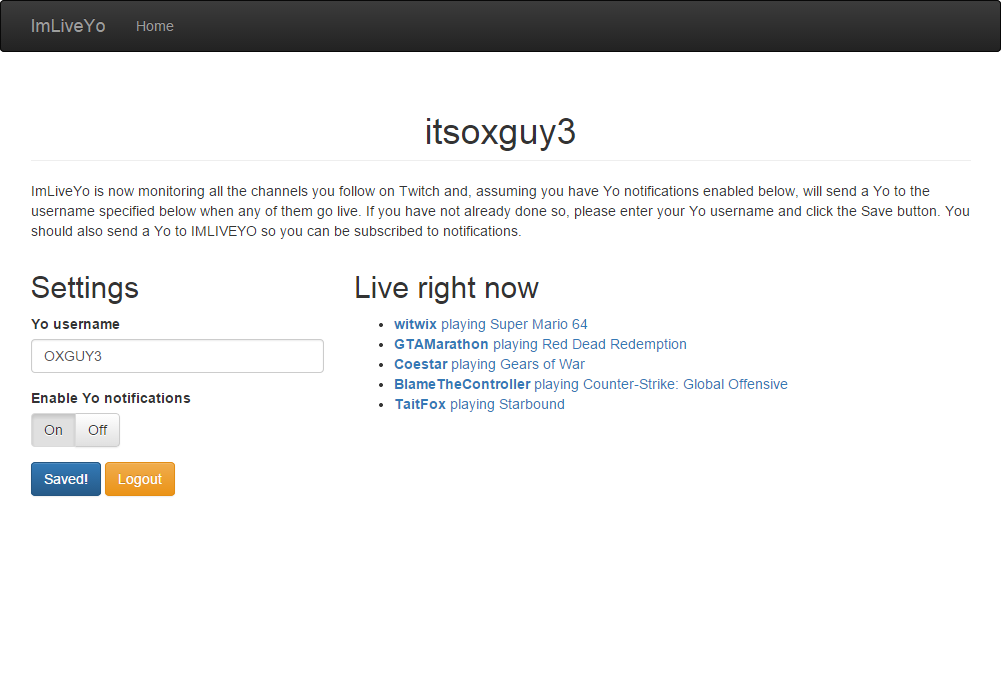 ImLiveYo Home
itsoxguy3
ImLiveYo is now monitoring all the channels you follow on Twitch and, assuming you have Yo notifications enabled below, will send a Yo to the
username specified below when any of them go live. If you have not already done so, please enter your Yo username and click the Save button. You
should also send a Yo to IMLIVEYO so you can be subscribed to notifications.
Settings
Yo username
OXGUY3
Enable Yo notifications
On Off
Saved! Logout
Live right now
witwix playing Super Mario 64
GTAMarathon playing Red Dead Redemption
Coestar playing Gears of War
BlameTheController playing Counter-Strike: Global Offensive
TaitFox playing Starbound